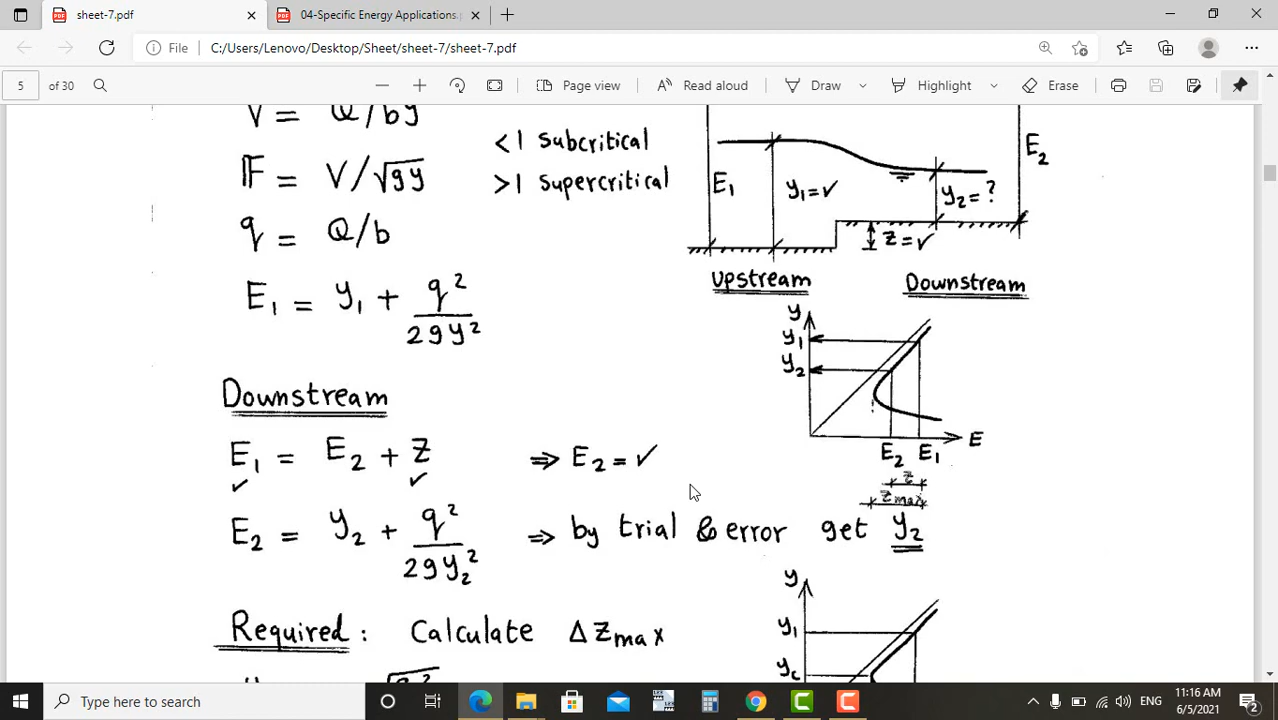 sheet-7.pdf
04-Specific Energy Applications.
File
C:/Users/Lenovo/Desktop/Sheet/sheet-7/sheet-7.pdf
5 of 30
Page view
Read aloud
Draw
Highlight
Erase
V = Q/by
<1 Subcritical
F = V/√gy
>1 Supercritical
q = Q/b
E₁ = y₁ + q²/2gy²
E₁
y₁=✓
y₂=?
E₂
z=✓
Upstream
Downstream
y
y₁
y₂
E
E₂ E₁
z
zmax
Downstream
E₁ = E₂ + z ⇒ E₂ = ✓
✓ ✓
E₂ = y₂ + q²/2gy₂² ⇒ by trial & error get y₂
y
y₁
yc
Required: Calculate Δzmax
Type here to search
ENG
11:16 AM
6/5/2021
2